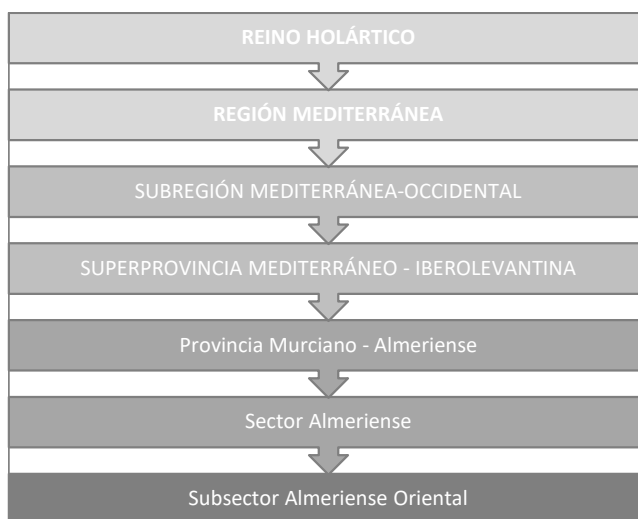 REINO HOLÁRTICO
REGIÓN MEDITERRÁNEA
SUBREGIÓN MEDITERRÁNEA-OCCIDENTAL
SUPERPROVINCIA MEDITERRÁNEO - IBEROLEVANTINA
Provincia Murciano - Almeriense
Sector Almeriense
Subsector Almeriense Oriental